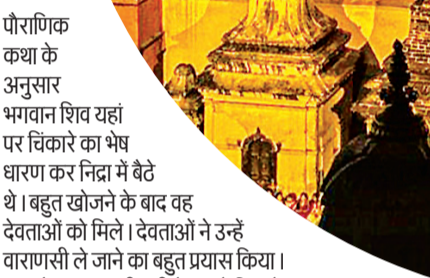 पौराणिक
कथा के
अनुसार
भगवान शिव यहां
पर चिंकारे का भेष
धारण कर निद्रा में बैठे
थे । बहुत खोजने के बाद वह
देवताओं को मिले । देवताओं ने उन्हें
वाराणसी ले जाने का बहुत प्रयास किया ।